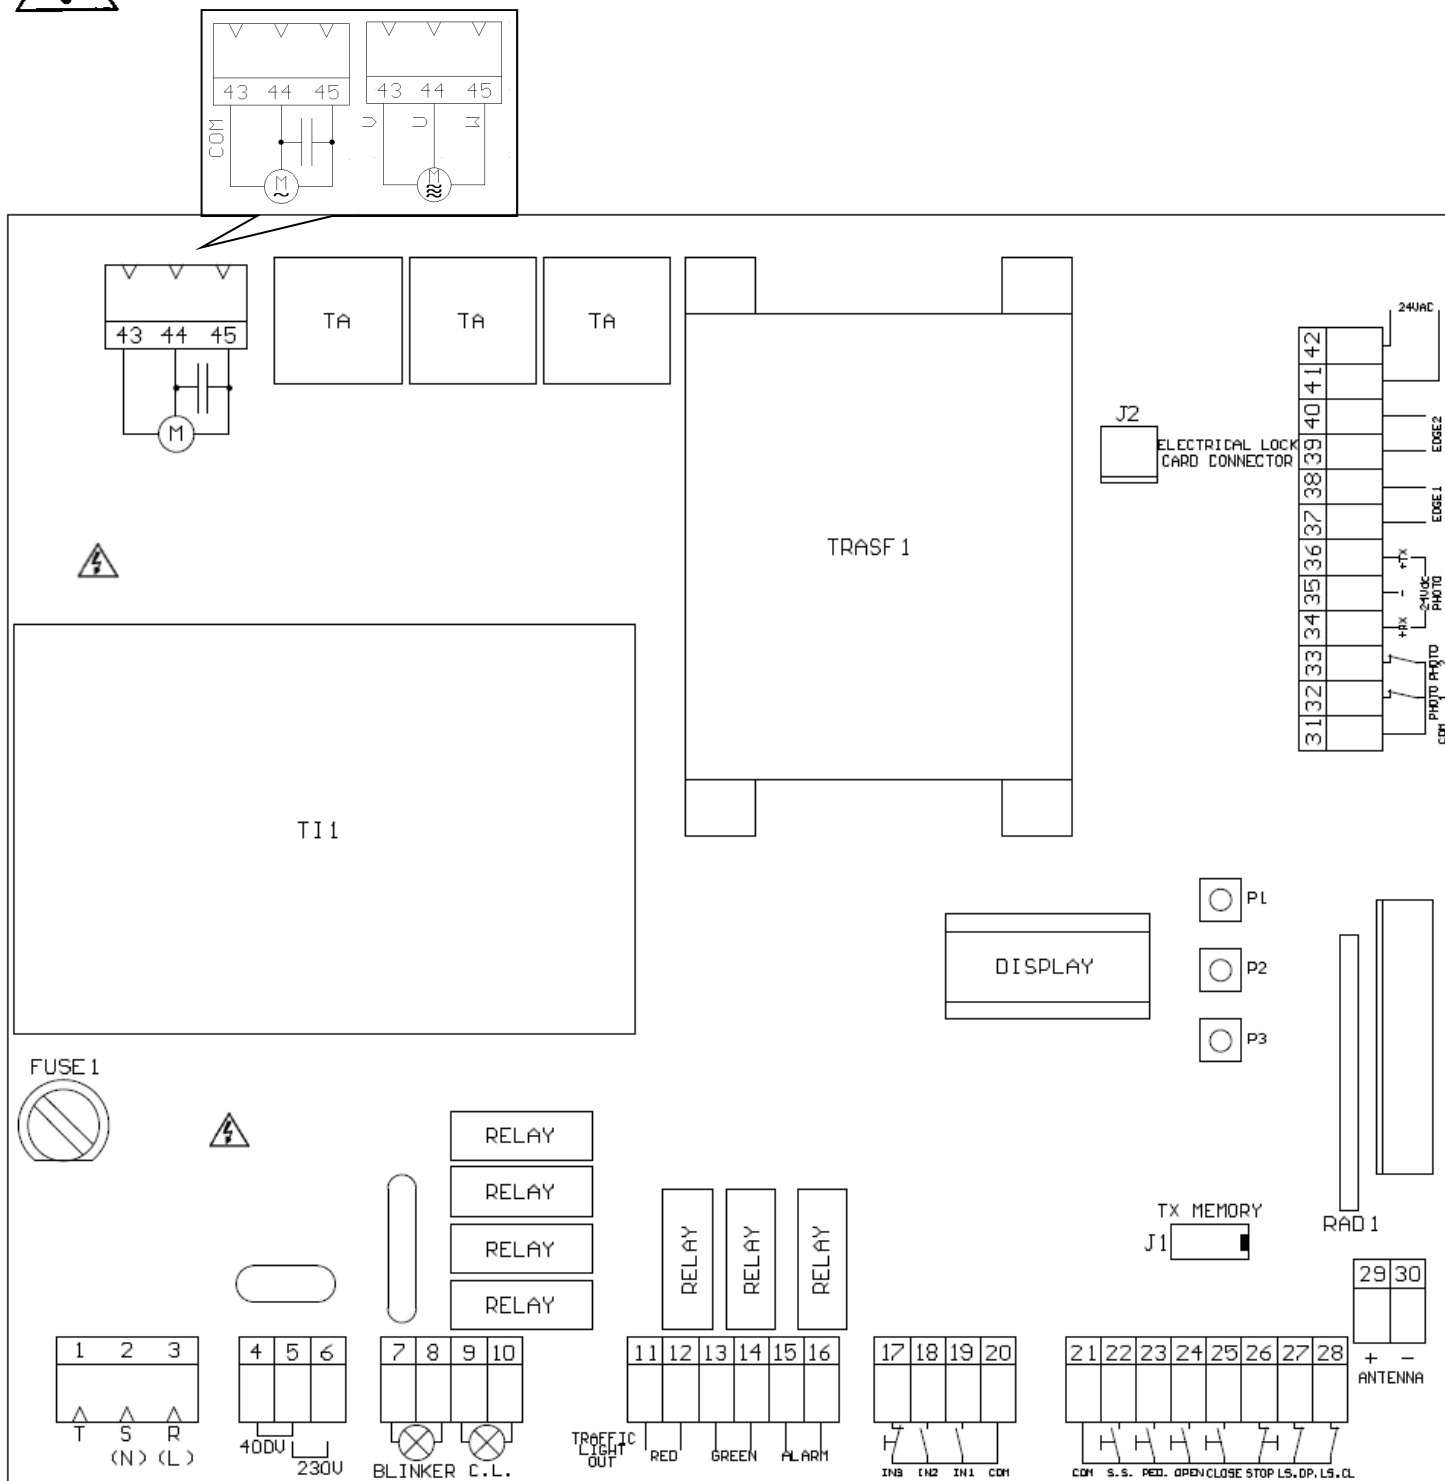 43 44 45 43 44 45
COM V U W
M M
43 44 45
M
TA TA TA
TRASF1
J2
ELECTRICAL LOCK
CARD CONNECTOR
24VAC
42
41
40
39
EDGE2
38
37
EDGE1
36
+TX
35
-
24Vdc
PHOTO
34
+RX
33
PHOTO 2
32
PHOTO 1
31
COM
TI1
DISPLAY
P1
P2
P3
FUSE1
RELAY
RELAY
RELAY
RELAY
RELAY RELAY RELAY
TX MEMORY
J1
RAD1
29 30
+ -
ANTENNA
1 2 3
T S R
(N) (L)
4 5 6
400V
230V
7 8 9 10
BLINKER C.L.
11 12 13 14 15 16
TRAFFIC
LIGHT
OUT
RED GREEN ALARM
17 18 19 20
IN3 IN2 IN1 COM
21 22 23 24 25 26 27 28
COM S.S. PED. OPEN CLOSE STOP LS.OP. LS.CL